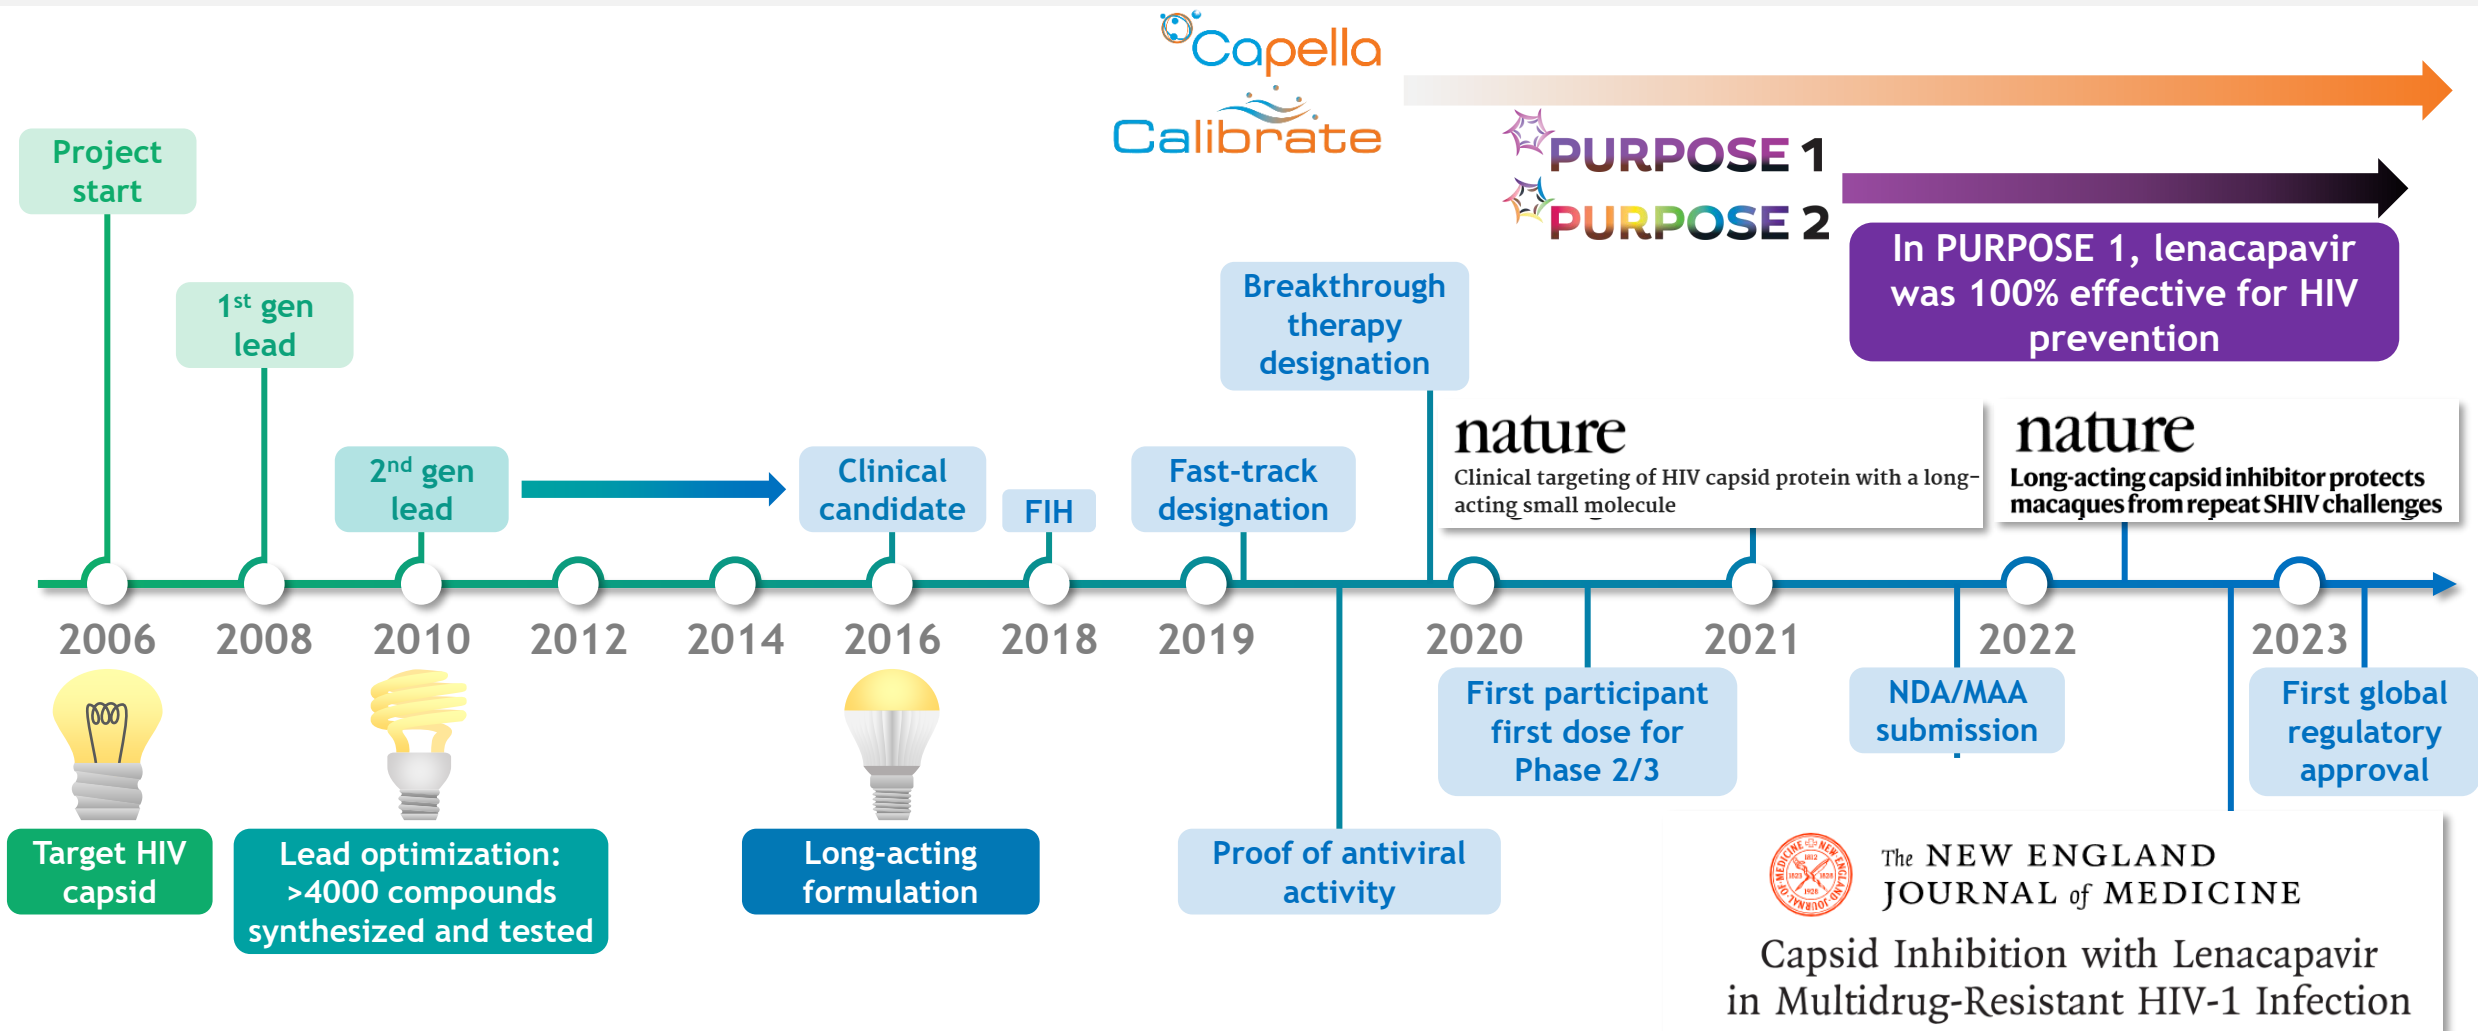 Capella
Calibrate
PURPOSE 1
PURPOSE 2
In PURPOSE 1, lenacapavir
was 100% effective for HIV
prevention
Project
start
1st gen
lead
2nd gen
lead
Clinical
candidate
FIH
Fast-track
designation
Breakthrough
therapy
designation
nature
Clinical targeting of HIV capsid protein with a long-
acting small molecule
nature
Long-acting capsid inhibitor protects
macaques from repeat SHIV challenges
2006
2008
2010
2012
2014
2016
2018
2019
2020
2021
2022
2023
Target HIV
capsid
Lead optimization:
>4000 compounds
synthesized and tested
Long-acting
formulation
Proof of antiviral
activity
First participant
first dose for
Phase 2/3
NDA/MAA
submission
First global
regulatory
approval
The NEW ENGLAND
JOURNAL of MEDICINE
Capsid Inhibition with Lenacapavir
in Multidrug-Resistant HIV-1 Infection